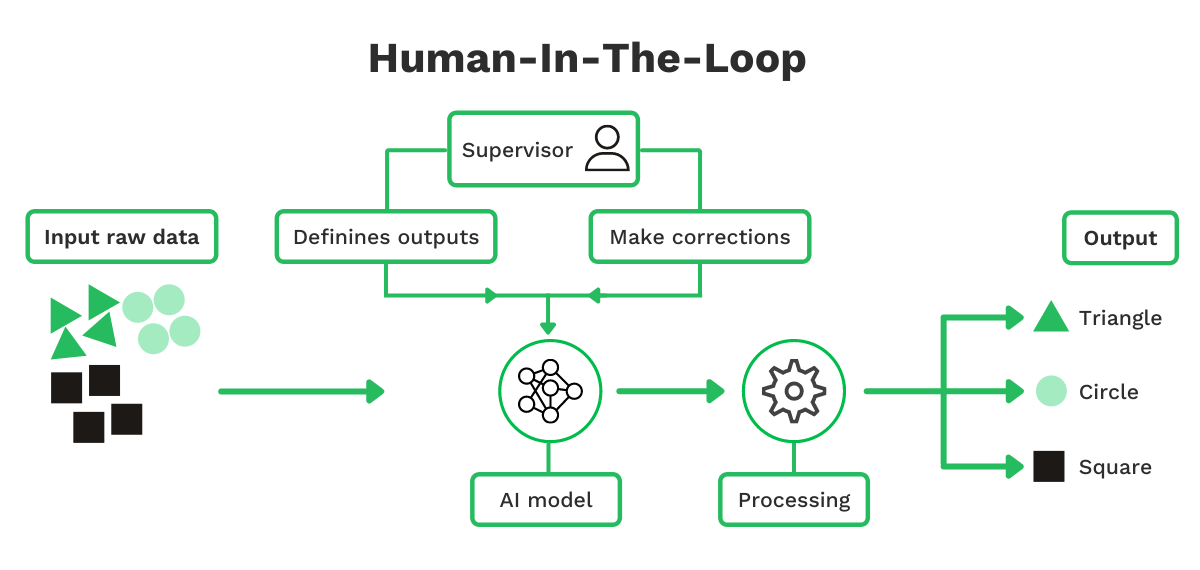 Human-In-The-Loop
Supervisor
Input raw data
Definines outputs
Make corrections
Output
Triangle
Circle
Square
AI model
Processing